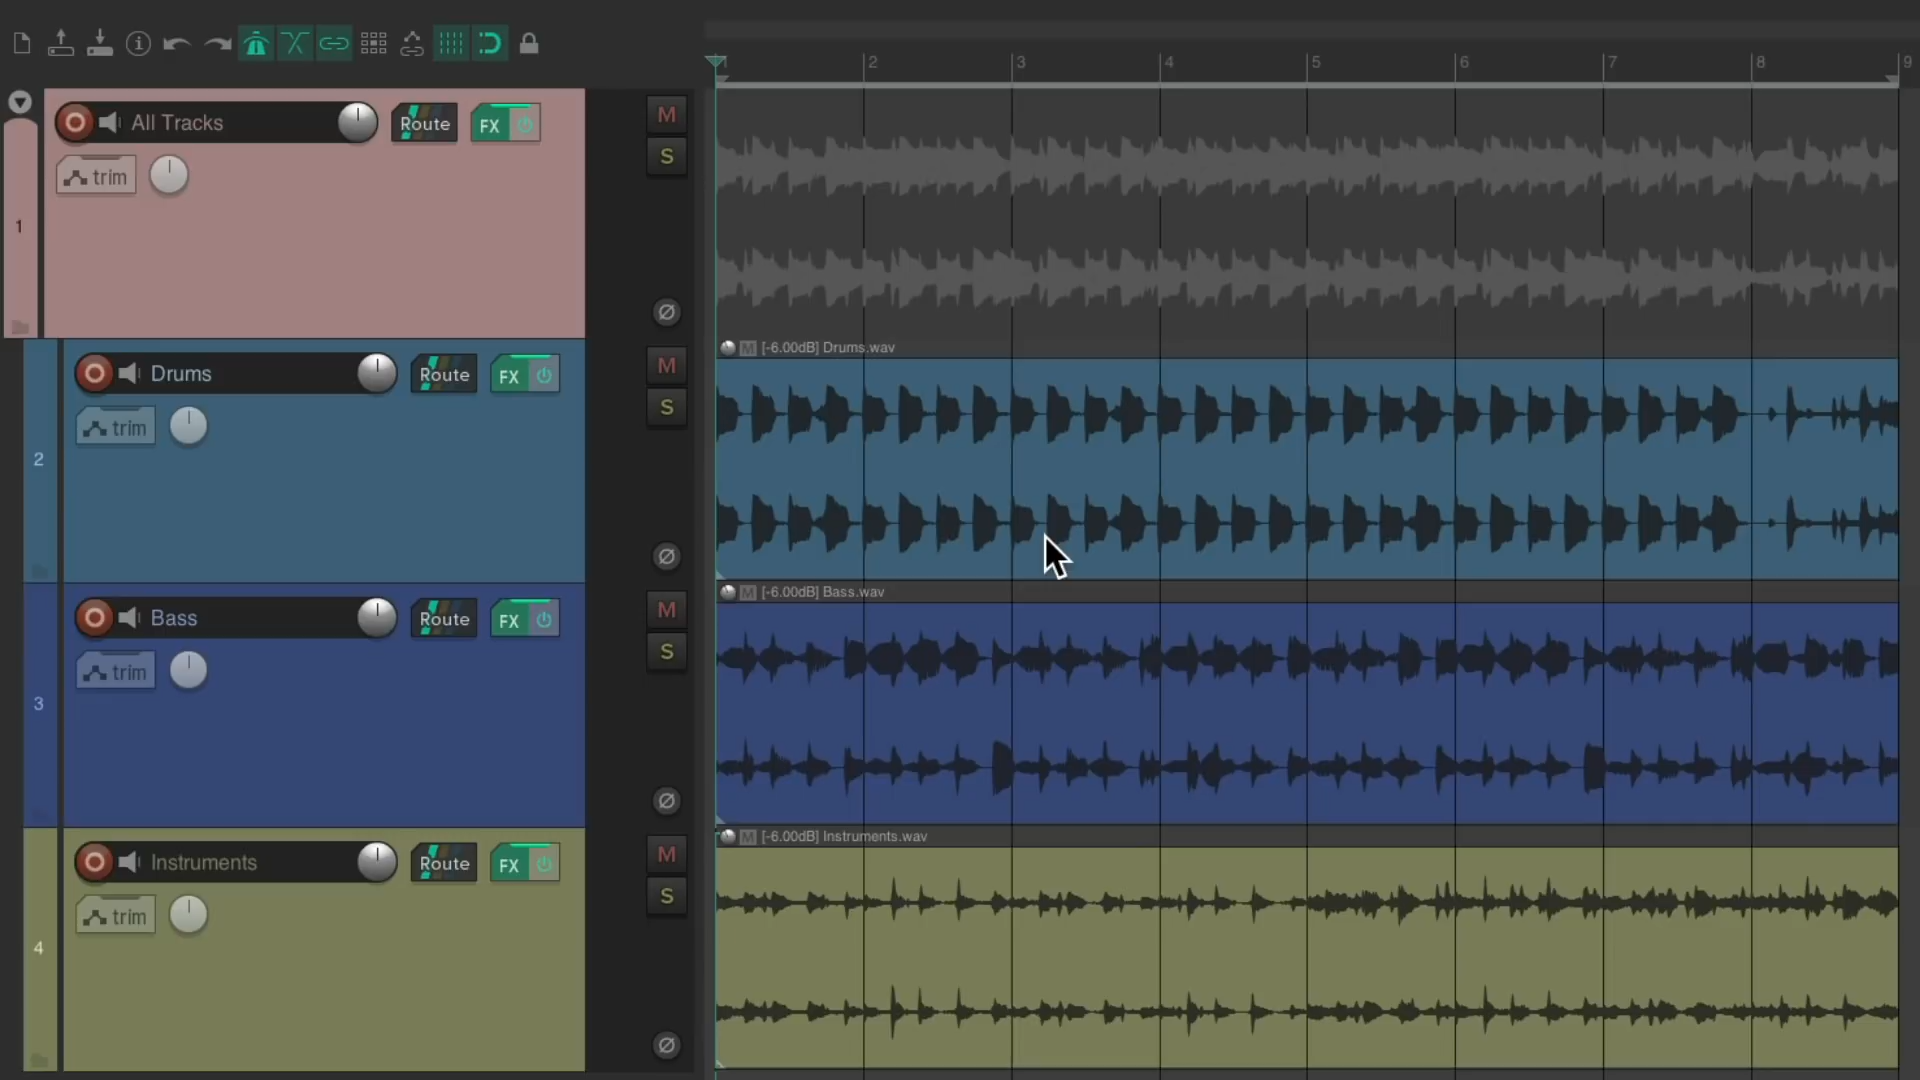 1 2 3 4 5 6 7 8 9
All Tracks Route FX M
trim S
1
[-6.00dB] Drums.wav
Drums Route FX M
trim S
2
[-6.00dB] Bass.wav
Bass Route FX M
trim S
3
[-6.00dB] Instruments.wav
Instruments Route FX M
trim S
4